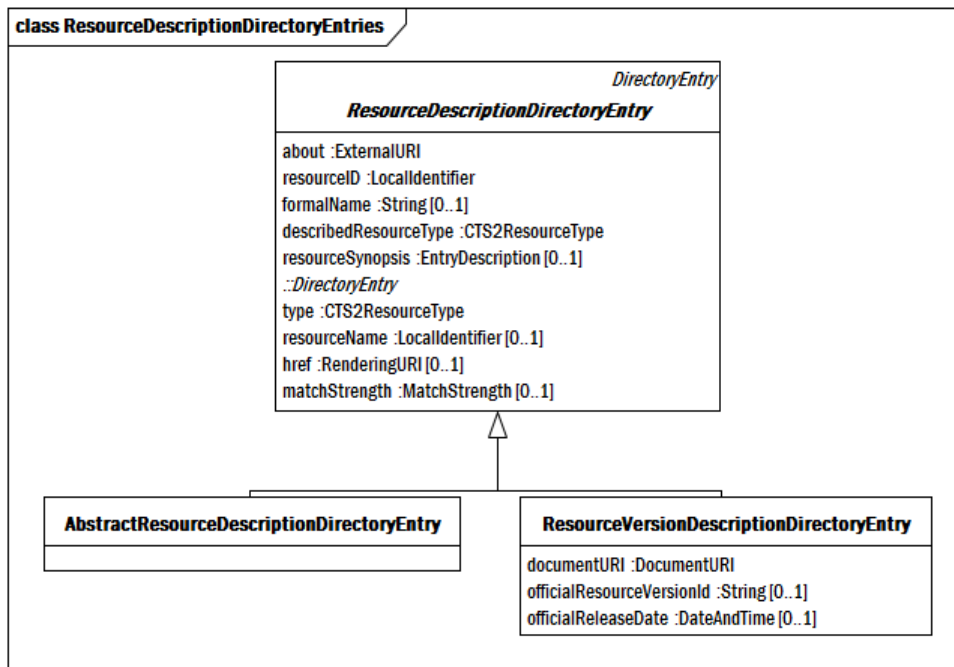 class ResourceDescriptionDirectoryEntries
DirectoryEntry
ResourceDescriptionDirectoryEntry
about :ExternalURI
resourceID :LocalIdentifier
formalName :String [0..1]
describedResourceType :CTS2ResourceType
resourceSynopsis :EntryDescription [0..1]
::DirectoryEntry
type :CTS2ResourceType
resourceName :LocalIdentifier [0..1]
href :RenderingURI [0..1]
matchStrength :MatchStrength [0..1]
AbstractResourceDescriptionDirectoryEntry
ResourceVersionDescriptionDirectoryEntry
documentURI :DocumentURI
officialResourceVersionId :String [0..1]
officialReleaseDate :DateAndTime [0..1]